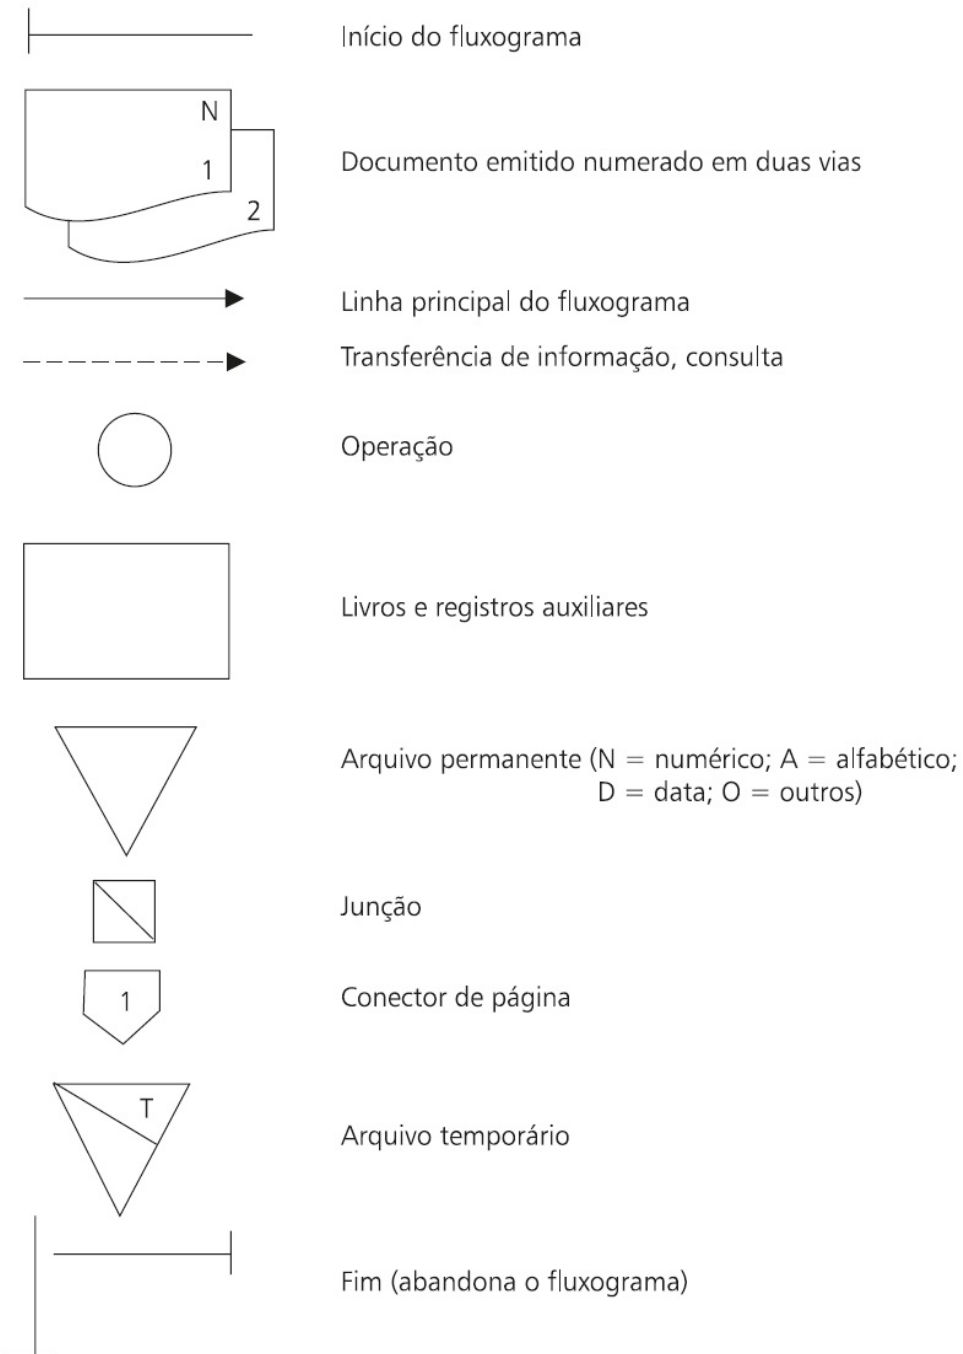 Início do fluxograma
N
1
2
Documento emitido numerado em duas vias
Linha principal do fluxograma
Transferência de informação, consulta
Operação
Livros e registros auxiliares
Arquivo permanente (N = numérico; A = alfabético;
D = data; O = outros)
Junção
1
Conector de página
T
Arquivo temporário
Fim (abandona o fluxograma)